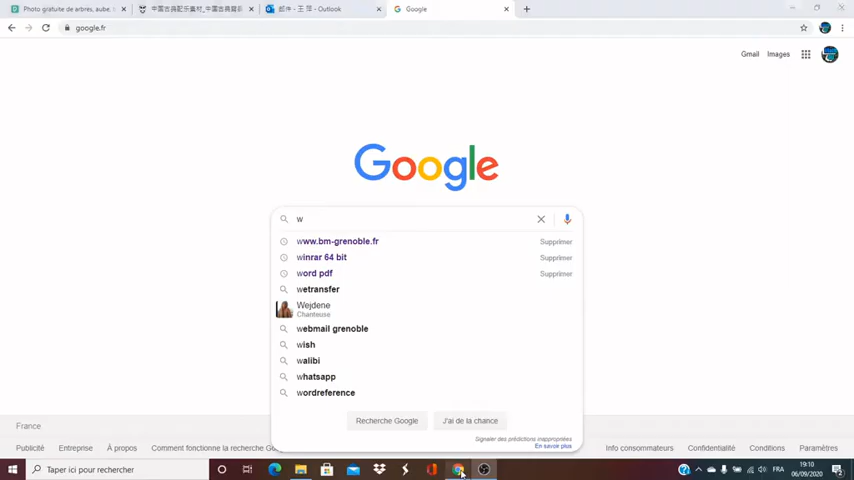 Photo gratuite de arbres, aube,
中国古典配乐素材_中国古典背景
邮件 - 王 萍 - Outlook
Google
google.fr
Gmail Images
Google
w
www.bm-grenoble.fr Supprimer
winrar 64 bit Supprimer
word pdf Supprimer
wetransfer
Wejdene
Chanteuse
webmail grenoble
wish
walibi
whatsapp
wordreference
Recherche Google J'ai de la chance
Signaler des prédictions inappropriées
En savoir plus
France
Publicité Entreprise À propos Comment fonctionne la recherche Goo Info consommateurs Confidentialité Conditions Paramètres
Taper ici pour rechercher
FRA
19:10
06/09/2020